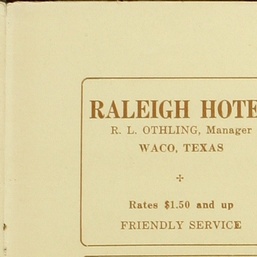 RALEIGH HOTE
R. L. OTHLING, Manager
WACO, TEXAS
Rates $1.50 and up
FRIENDLY SERVICE